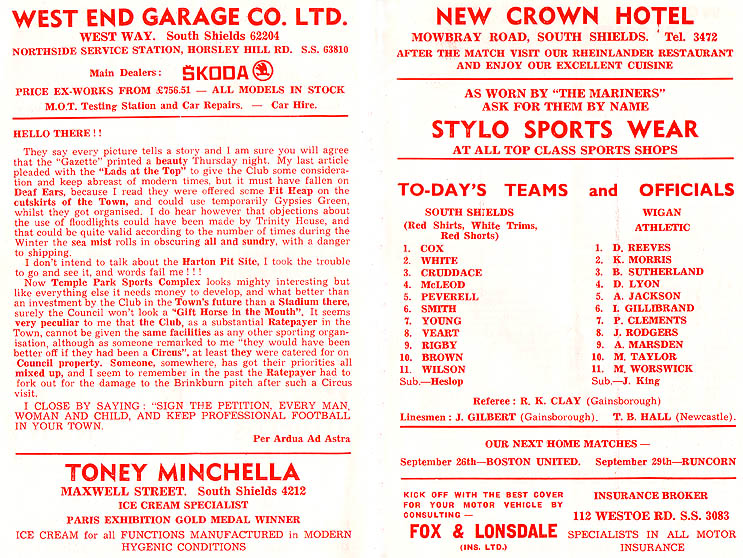 WEST END GARAGE CO. LTD.
WEST WAY. South Shields 62204
NORTHSIDE SERVICE STATION, HORSLEY HILL RD. S.S. 63810
Main Dealers: ŠKODA
PRICE EX-WORKS FROM £756.51 — ALL MODELS IN STOCK
M.O.T. Testing Station and Car Repairs. — Car Hire.
HELLO THERE!!
They say every picture tells a story and I am sure you will agree
that the "Gazette" printed a beauty Thursday night. My last article
pleaded with the "Lads at the Top" to give the Club some considera-
tion and keep abreast of modern times, but it must have fallen on
Deaf Ears, because I read they were offered some Pit Heap on the
outskirts of the Town, and could use temporarily Gypsies Green,
whilst they got organised. I do hear however that objections about
the use of floodlights could have been made by Trinity House, and
that could be quite valid according to the number of times during the
Winter the sea mist rolls in obscuring all and sundry, with a danger
to shipping.
I don't intend to talk about the Harton Pit Site, I took the trouble
to go and see it, and words fail me!!!
Now Temple Park Sports Complex looks mighty interesting but
like everything else it needs money to develop, and what better than
an investment by the Club in the Town's future than a Stadium there,
surely the Council won't look a "Gift Horse in the Mouth". It seems
very peculiar to me that the Club, as a substantial Ratepayer in the
Town, cannot be given the same facilities as any other sporting organ-
isation, although as someone remarked to me "they would have been
better off if they had been a Circus", at least they were catered for on
Council property. Someone, somewhere, has got their priorities all
mixed up, and I seem to remember in the past the Ratepayer had to
fork out for the damage to the Brinkburn pitch after such a Circus
visit.
I CLOSE BY SAYING: "SIGN THE PETITION, EVERY MAN,
WOMAN AND CHILD, AND KEEP PROFESSIONAL FOOTBALL
IN YOUR TOWN.
Per Ardua Ad Astra
TONEY MINCHELLA
MAXWELL STREET. South Shields 4212
ICE CREAM SPECIALIST
PARIS EXHIBITION GOLD MEDAL WINNER
ICE CREAM for all FUNCTIONS MANUFACTURED in MODERN
HYGENIC CONDITIONS
NEW CROWN HOTEL
MOWBRAY ROAD, SOUTH SHIELDS. Tel. 3472
AFTER THE MATCH VISIT OUR RHEINLANDER RESTAURANT
AND ENJOY OUR EXCELLENT CUISINE
AS WORN BY "THE MARINERS"
ASK FOR THEM BY NAME
STYLO SPORTS WEAR
AT ALL TOP CLASS SPORTS SHOPS
TO-DAY'S TEAMS and OFFICIALS
SOUTH SHIELDS
(Red Shirts, White Trims,
Red Shorts)
1. COX
2. WHITE
3. CRUDDACE
4. McLEOD
5. PEVERELL
6. SMITH
7. YOUNG
8. VEART
9. RIGBY
10. BROWN
11. WILSON
Sub.—Heslop
WIGAN
ATHLETIC
1. D. REEVES
2. K. MORRIS
3. B. SUTHERLAND
4. D. LYON
5. A. JACKSON
6. I. GILLIBRAND
7. P. CLEMENTS
8. J. RODGERS
9. A. MARSDEN
10. M. TAYLOR
11. M. WORSWICK
Sub.—J. King
Referee: R. K. CLAY (Gainsborough)
Linesmen: J. GILBERT (Gainsborough). T. B. HALL (Newcastle).
OUR NEXT HOME MATCHES —
September 26th—BOSTON UNITED. September 29th—RUNCORN
KICK OFF WITH THE BEST COVER
FOR YOUR MOTOR VEHICLE BY
CONSULTING —
FOX & LONSDALE
(INS. LTD.)
INSURANCE BROKER
112 WESTOE RD. S.S. 3083
SPECIALISTS IN ALL MOTOR
INSURANCE